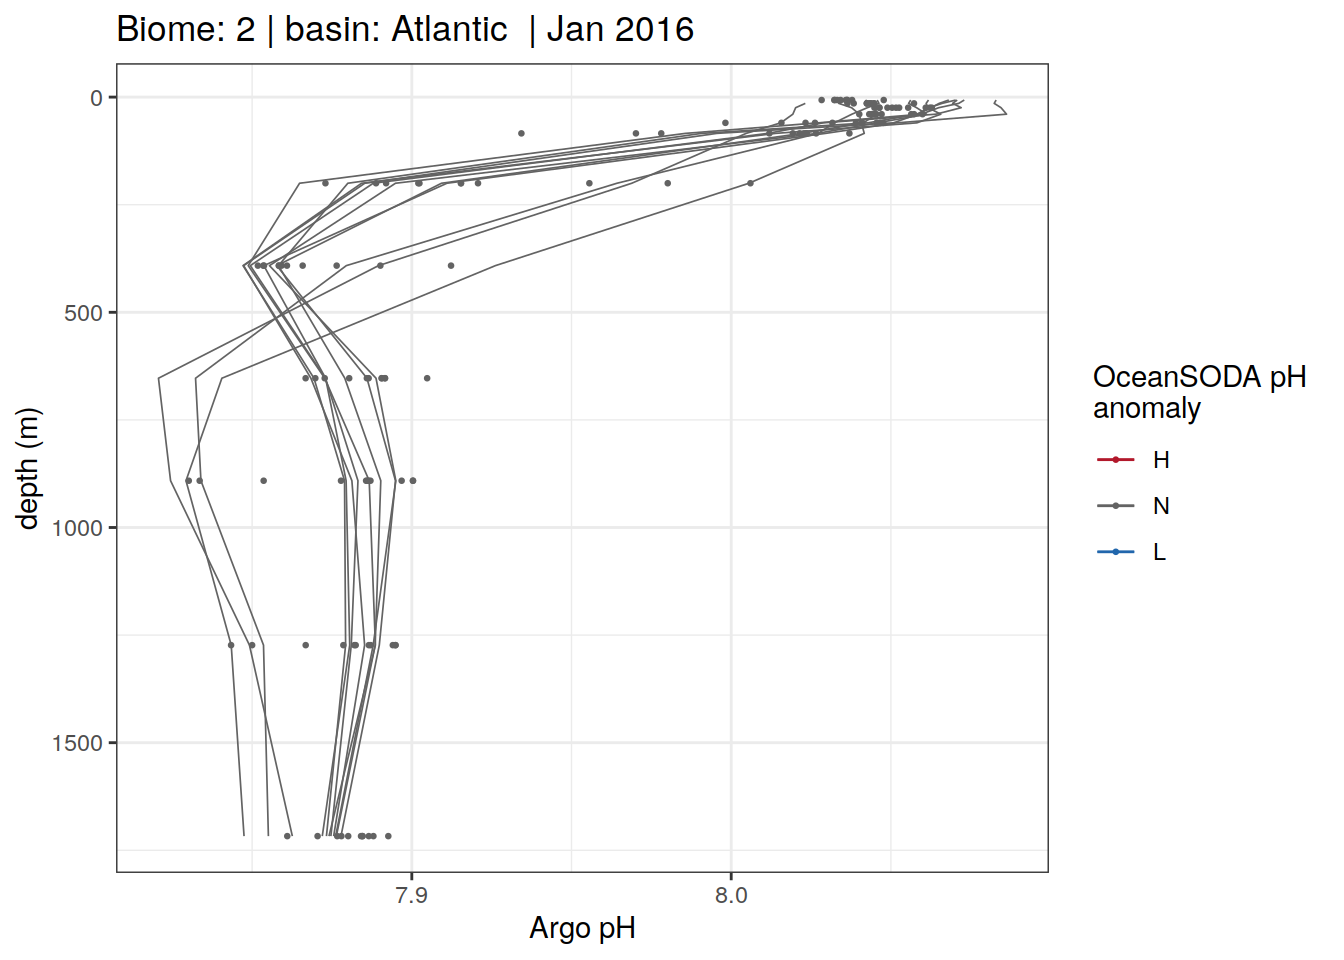 Biome: 2 | basin: Atlantic  | Jan 2016
0
500
1000
1500
depth (m)
7.9
8.0
Argo pH
OceanSODA pH
anomaly
H
N
L